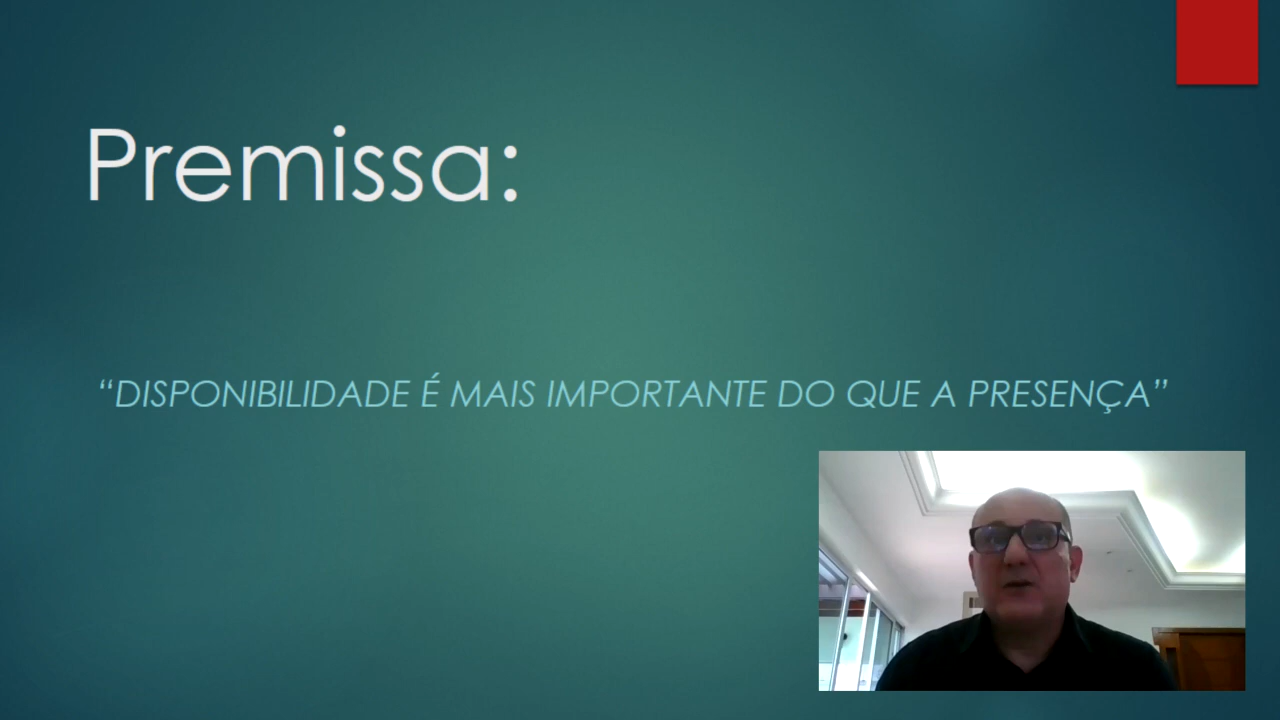 Premissa:
“DISPONIBILIDADE É MAIS IMPORTANTE DO QUE A PRESENÇA”